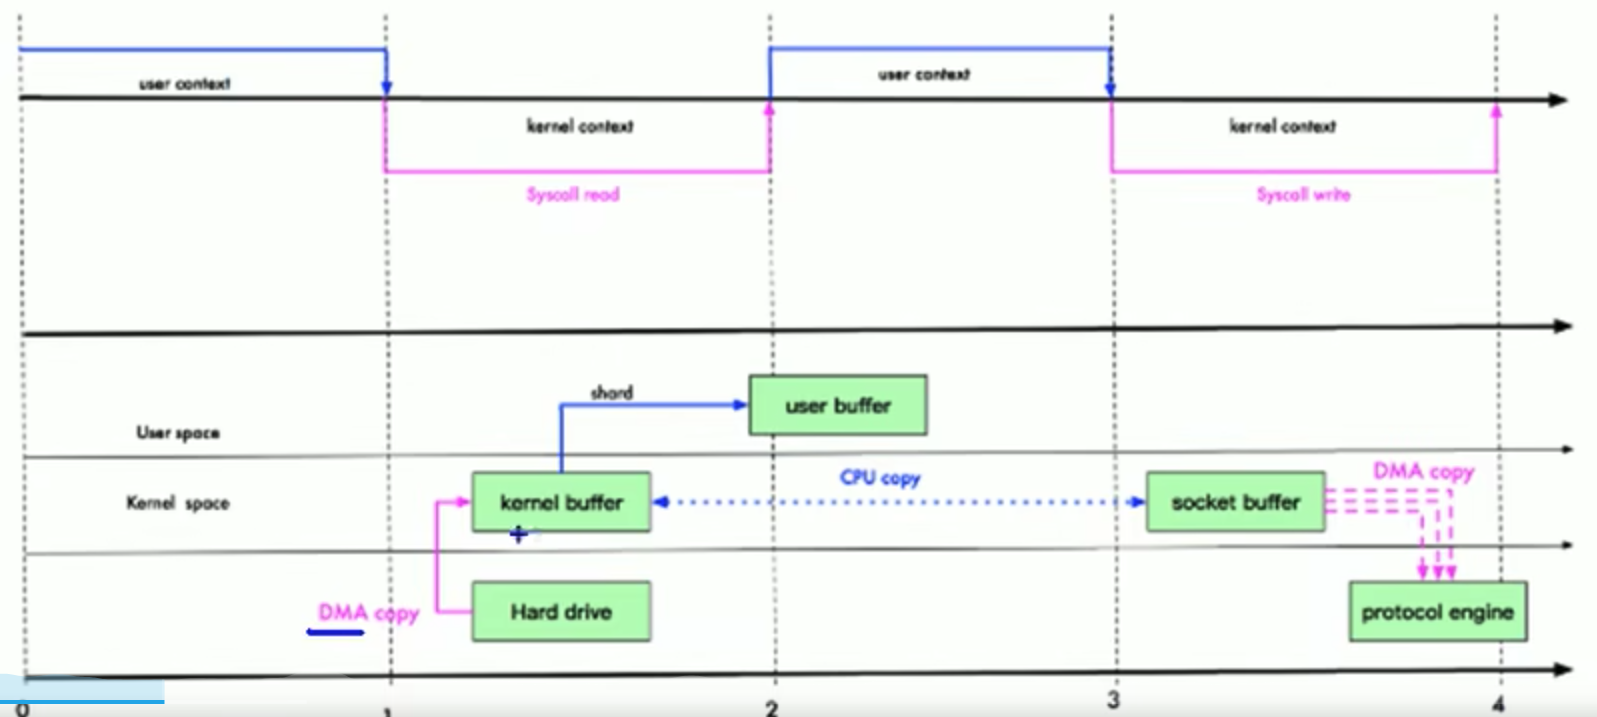 user context
user context
kernel context
kernel context
Syscall read
Syscall write
shard
user buffer
User space
CPU copy
DMA copy
Kernel space
kernel buffer
socket buffer
DMA copy
Hard drive
protocol engine
0
1
2
3
4